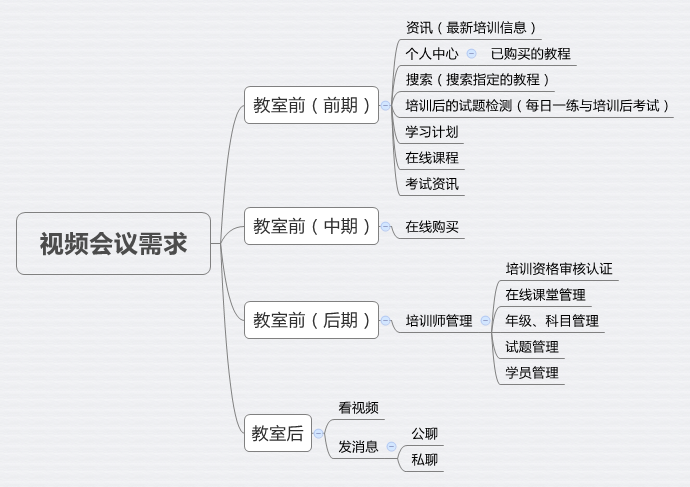 视频会议需求
教室前（前期）
资讯（最新培训信息）
个人中心
已购买的教程
搜索（搜索指定的教程）
培训后的试题检测（每日一练与培训后考试）
学习计划
在线课程
考试资讯
教室前（中期）
在线购买
教室前（后期）
培训师管理
培训资格审核认证
在线课堂管理
年级、科目管理
试题管理
学员管理
教室后
看视频
发消息
公聊
私聊